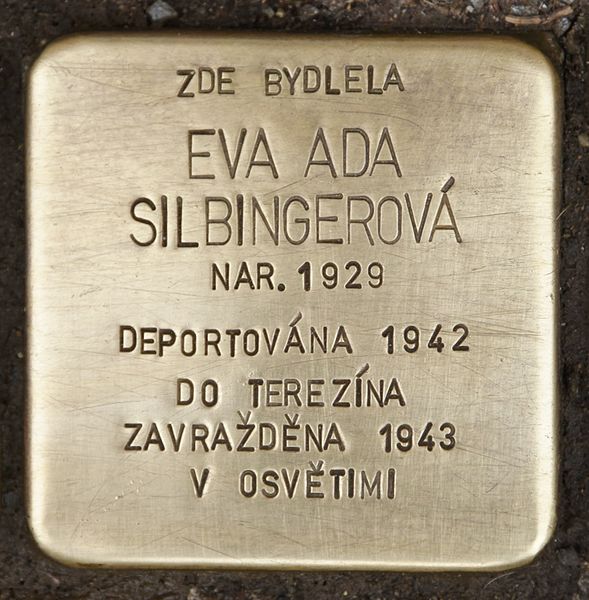 ZDE BYDLELA
EVA ADA
SILBINGEROVÁ
NAR. 1929
DEPORTOVÁNA 1942
DO TEREZÍNA
ZAVRAŽDĚNA 1943
V OSVĚTIMI